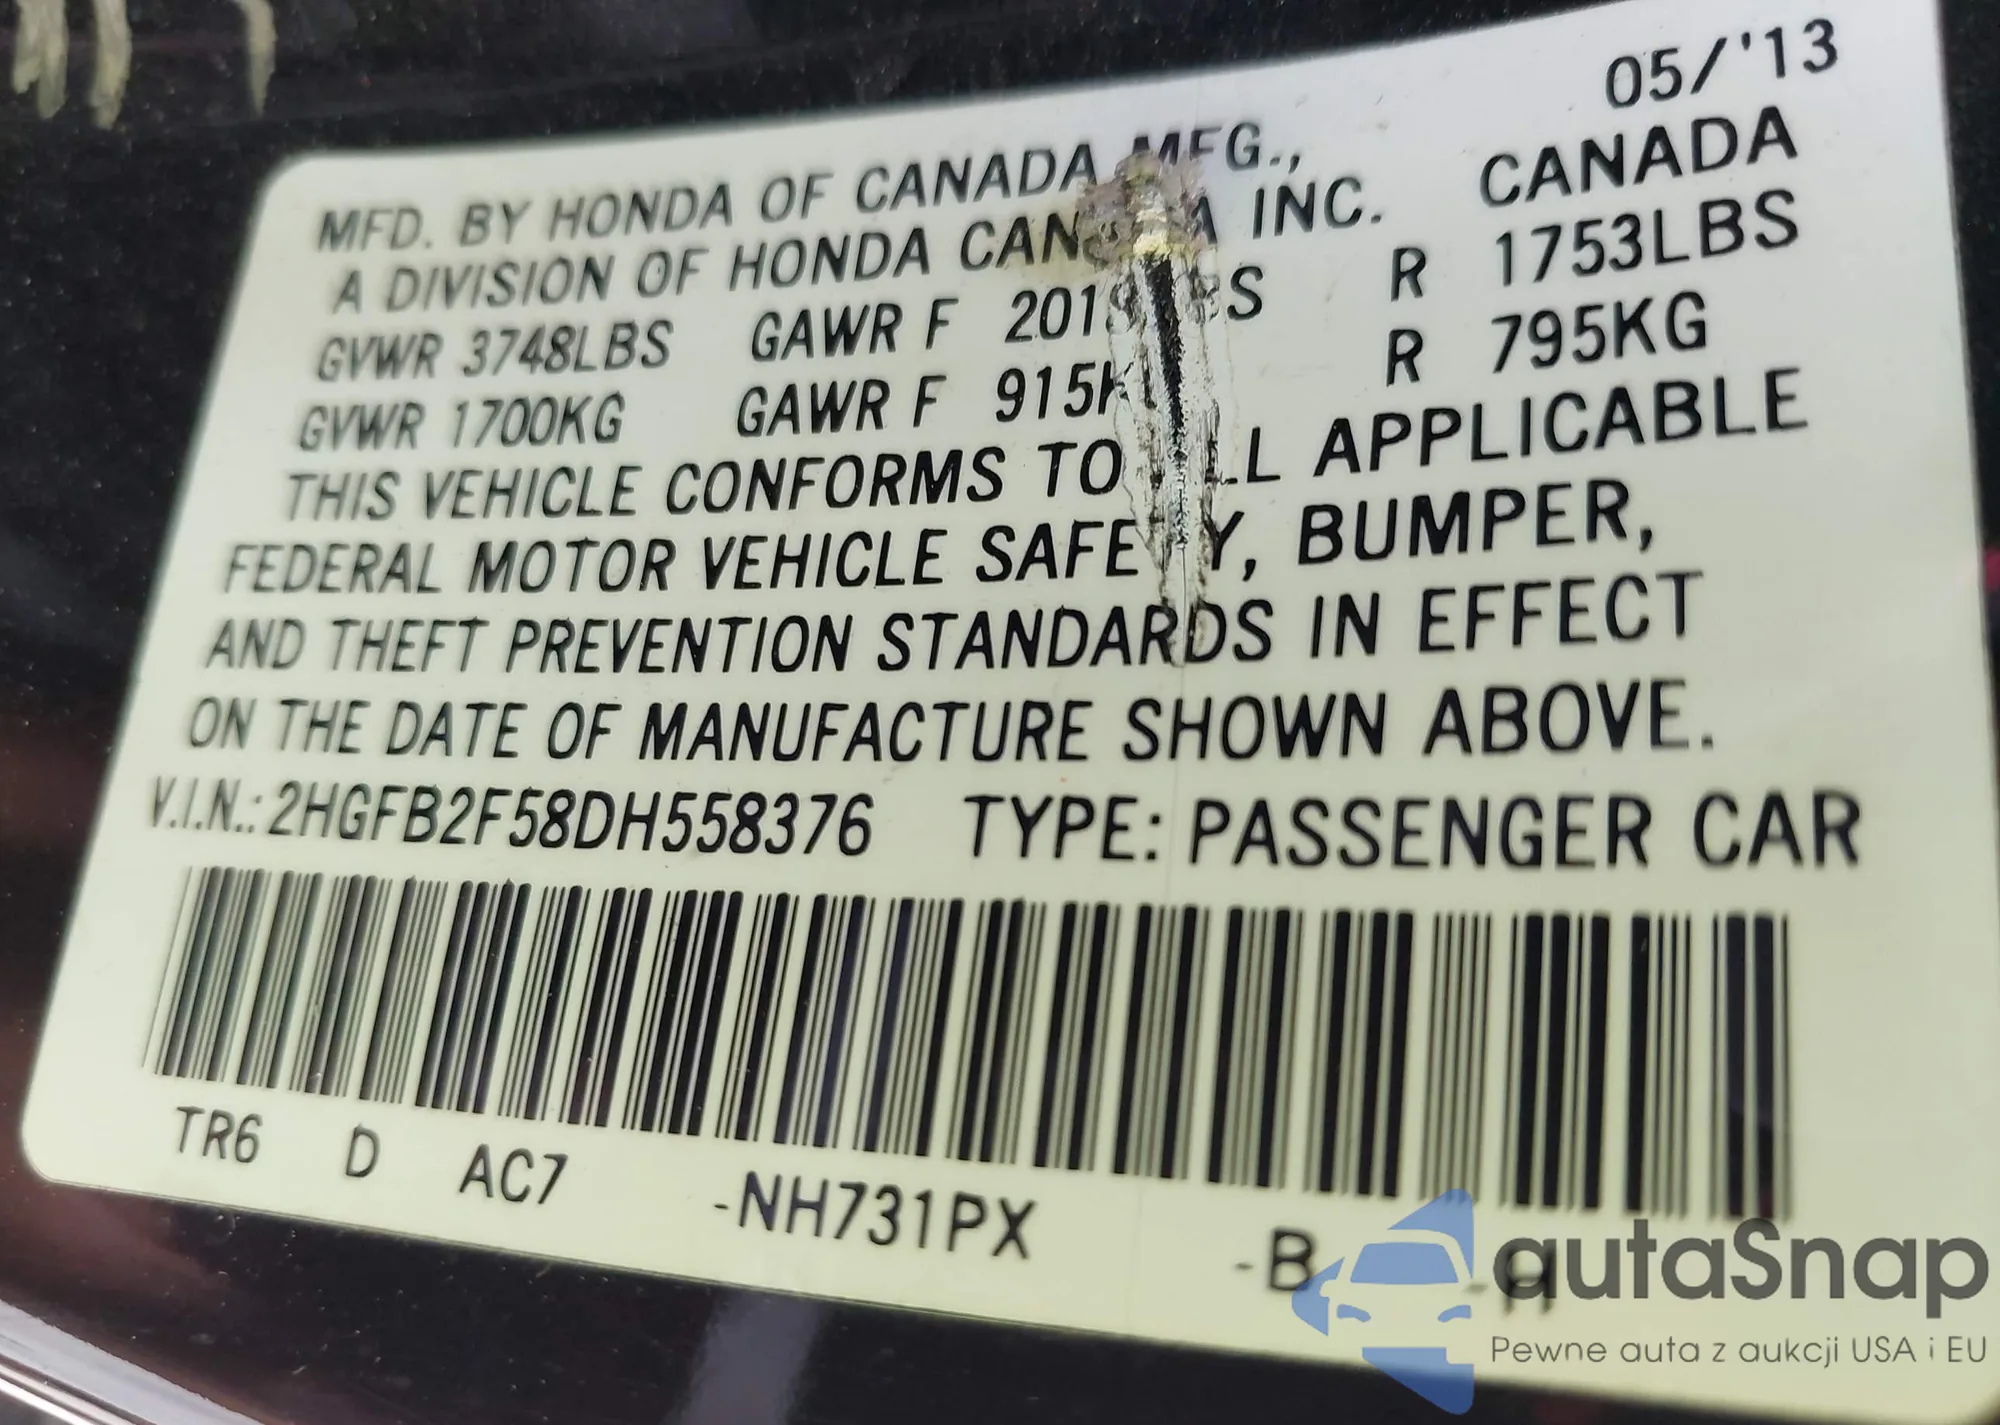 05/'13
MFD. BY HONDA OF CANADA MFG., CANADA
A DIVISION OF HONDA INC.
GVWR 3748LBS GAWR F R 1753LBS
GVWR 1700KG GAWR F R 795KG
THIS VEHICLE CONFORMS TO APPLICABLE
FEDERAL MOTOR VEHICLE SAFETY, BUMPER,
AND THEFT PREVENTION STANDARDS IN EFFECT
ON THE DATE OF MANUFACTURE SHOWN ABOVE.
V.I.N.: 2HGFB2F58DH558376 TYPE: PASSENGER CAR
TR6 D AC7 -NH731PX -B -H
autaSnap
Pewne auta z aukcji USA i EU